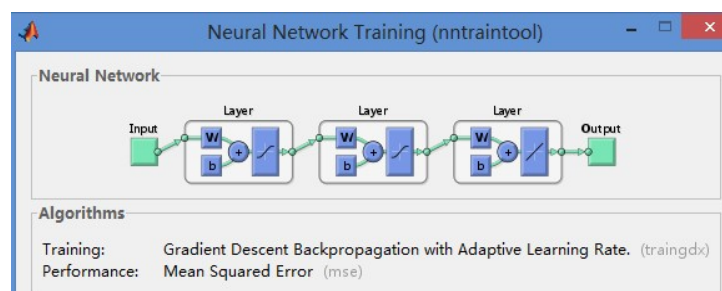 Neural Network Training (nntraintool)
Neural Network
Layer
Layer
Layer
Input
Output
W
W
W
b
b
b
Algorithms
Training: Gradient Descent Backpropagation with Adaptive Learning Rate. (traingdx)
Performance: Mean Squared Error (mse)